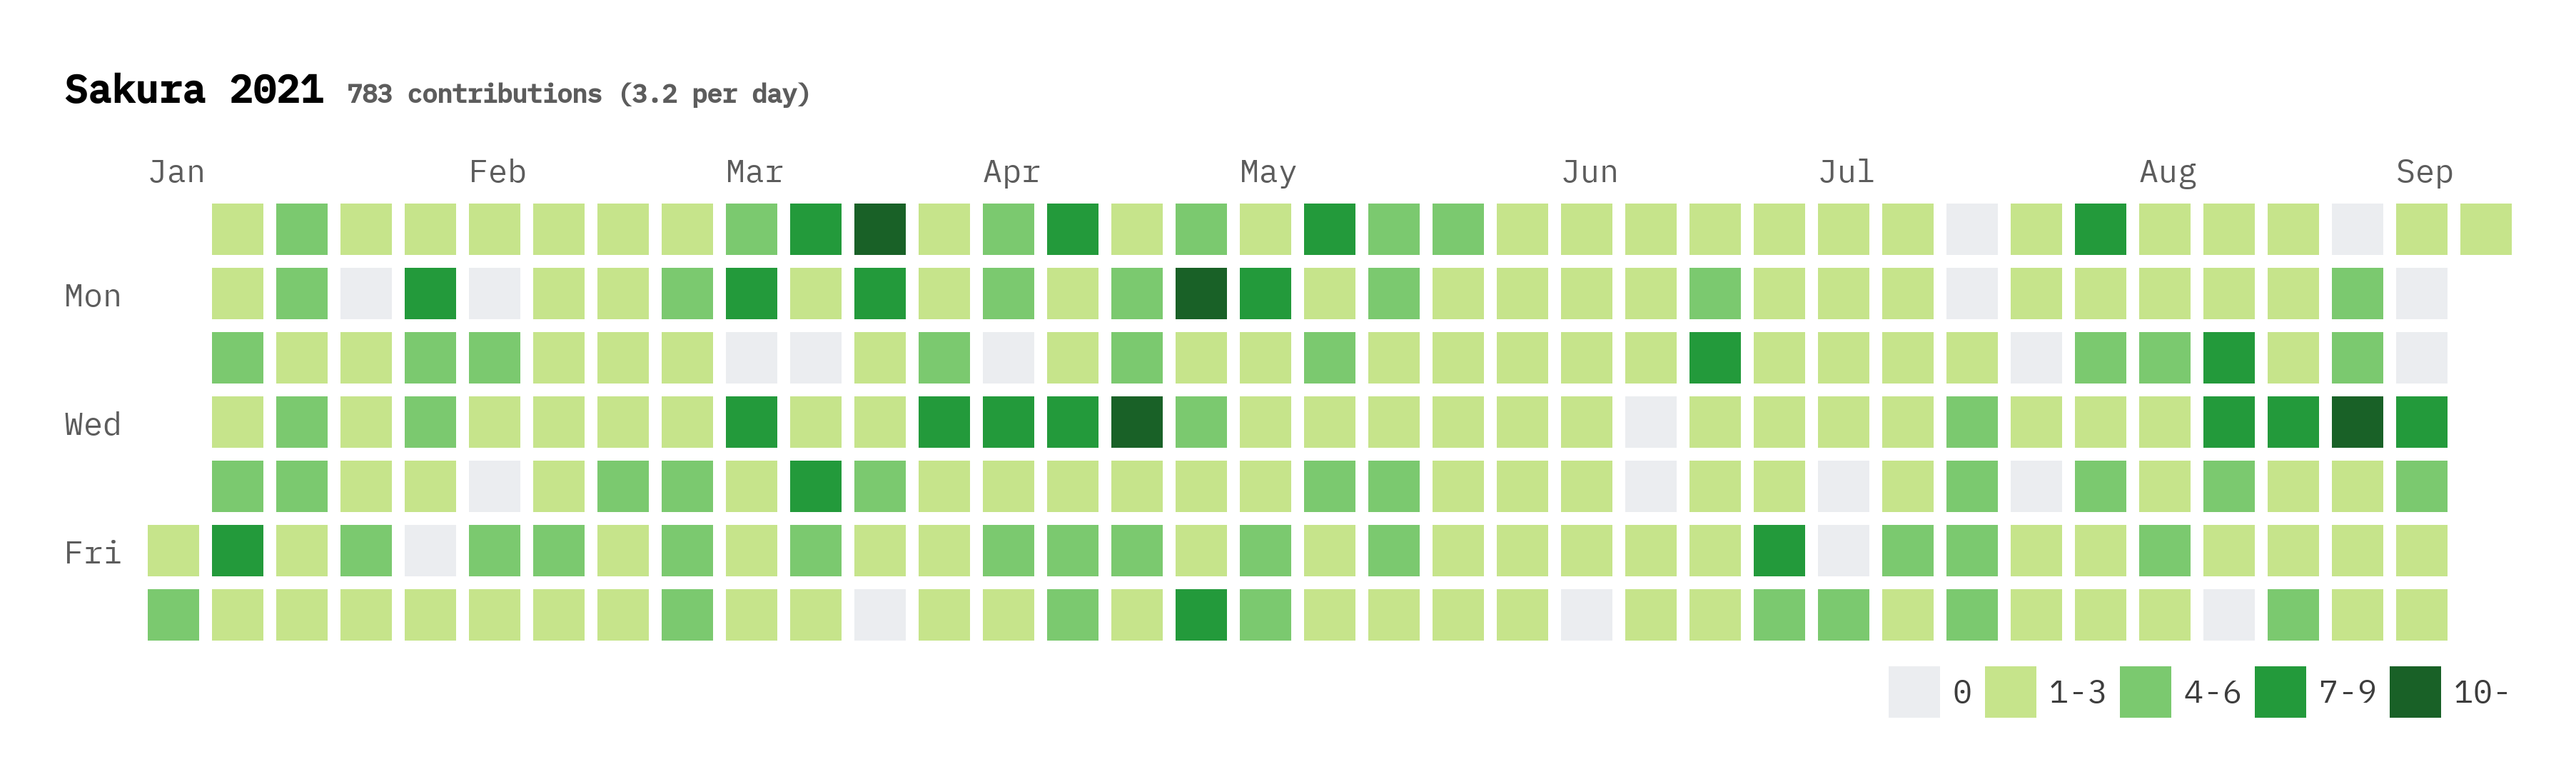 Sakura 2021 783 contributions (3.2 per day)
Jan Feb Mar Apr May Jun Jul Aug Sep
Mon
Wed
Fri
0 1-3 4-6 7-9 10-